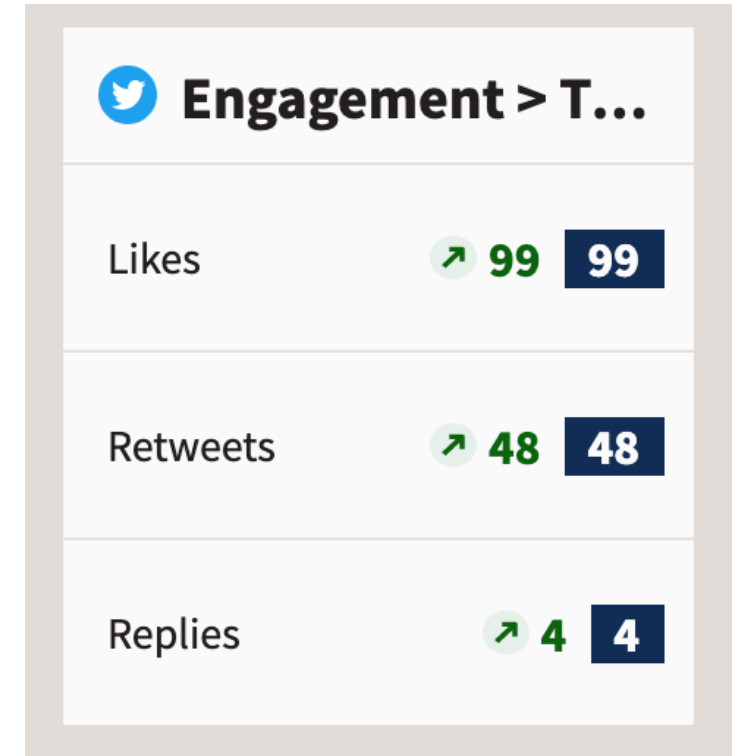 Engagement > T...
Likes 99 99
Retweets 48 48
Replies 4 4